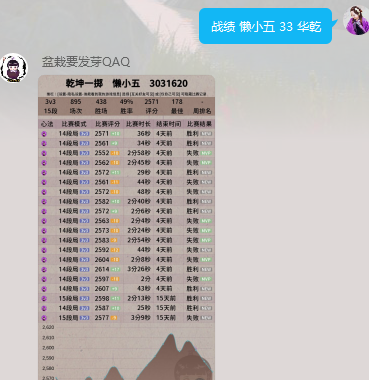 战绩 懒小五 33 华乾
盆栽要发芽QAQ
乾坤一掷 懒小五 3031620
3v3 895 438 49% 2571 178 -
15段 场次 胜场 胜率 评分 最佳 周排名
心法 比赛模式 比赛评分 比赛时长 结束时间 比赛结果
14段局 2571 36秒 4天前 胜利
14段局 2561 34秒 4天前 胜利
14段局 2552 2分58秒 4天前 失败 MVP
14段局 2562 2分45秒 4天前 失败 MVP
14段局 2572 29秒 4天前 胜利
14段局 2561 44秒 4天前 失败
14段局 2572 48秒 4天前 失败
14段局 2582 2分40秒 4天前 胜利
14段局 2572 2分6秒 4天前 胜利
14段局 2563 2分4秒 4天前 失败 MVP
14段局 2573 2分24秒 4天前 失败 MVP
14段局 2583 2分54秒 4天前 失败 MVP
14段局 2592 44秒 4天前 失败
14段局 2604 2分8秒 4天前 失败 MVP
14段局 2614 3分26秒 4天前 胜利
14段局 2597 2分 4天前 失败 MVP
14段局 2607 43秒 4天前 胜利
15段局 2598 2分13秒 15天前 胜利
15段局 2587 25秒 15天前 胜利
15段局 2577 3分9秒 15天前 失败
2,620
2,610
2,600
2,590
2,580
2,570